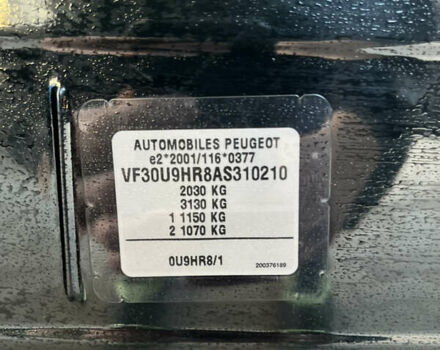 AUTOMOBILES PEUGEOT
e2*2001/116*0377
VF30U9HR8AS310210
2030 KG
3130 KG
1 1150 KG
2 1070 KG
0U9HR8/1
200376189